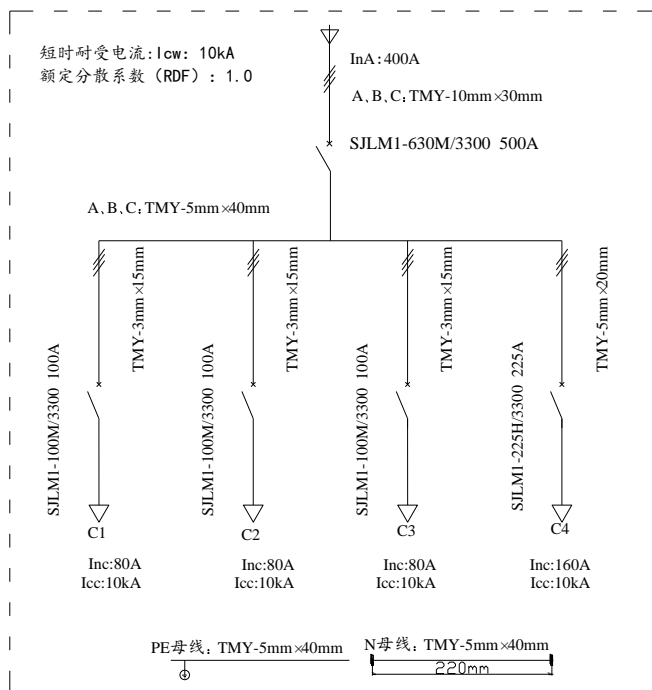 短时耐受电流:Icw: 10kA
额定分散系数（RDF）: 1.0
InA:400A
A、B、C:TMY-10mm×30mm
SJLM1-630M/3300 500A
A、B、C:TMY-5mm×40mm
TMY-3mm×15mm
SJLM1-100M/3300 100A
TMY-3mm×15mm
SJLM1-100M/3300 100A
TMY-3mm×15mm
SJLM1-100M/3300 100A
TMY-5mm×20mm
SJLM1-225H/3300 225A
C1 C2 C3 C4
Inc:80A Inc:80A Inc:80A Inc:160A
Icc:10kA Icc:10kA Icc:10kA Icc:10kA
PE母线: TMY-5mm×40mm N母线: TMY-5mm×40mm
220mm